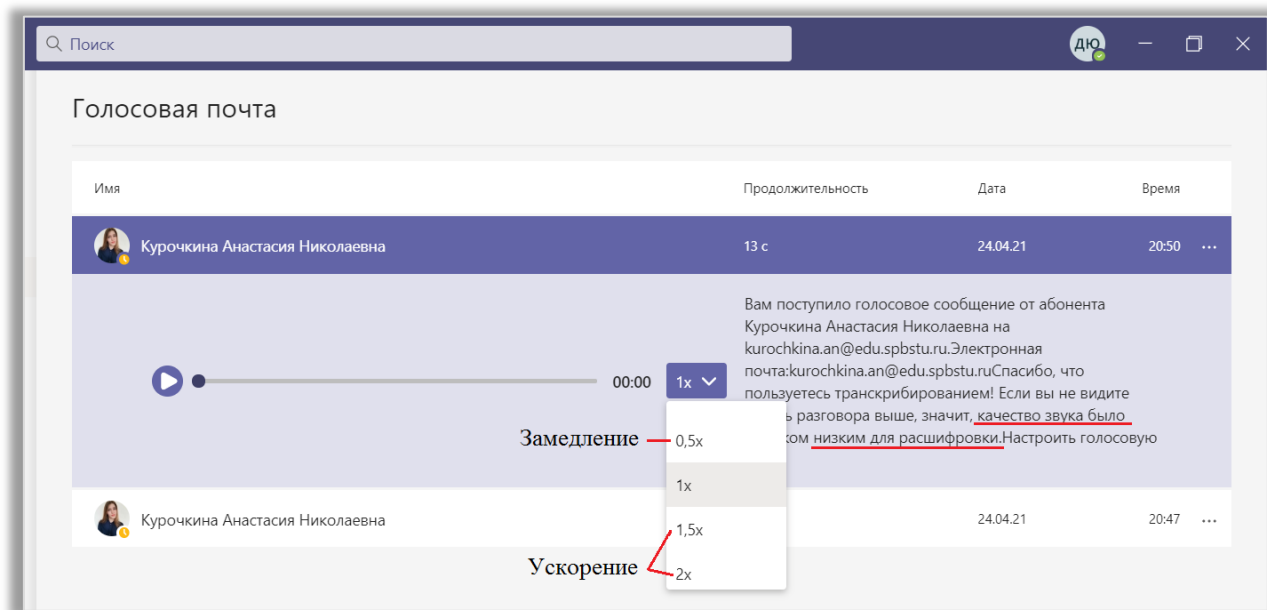 Поиск
ДЮ
Голосовая почта
Имя Продолжительность Дата Время
Курочкина Анастасия Николаевна 13 с 24.04.21 20:50 ...
Вам поступило голосовое сообщение от абонента
Курочкина Анастасия Николаевна на
kurochkina.an@edu.spbstu.ru.Электронная
почта:kurochkina.an@edu.spbstu.ruСпасибо, что
00:00 1x
пользуетесь транскрибированием! Если вы не видите
разговора выше, значит, качество звука было
низким для расшифровки.Настроить голосовую
Замедление 0,5x
1x
1,5x
Ускорение
2x
Курочкина Анастасия Николаевна 24.04.21 20:47 ...